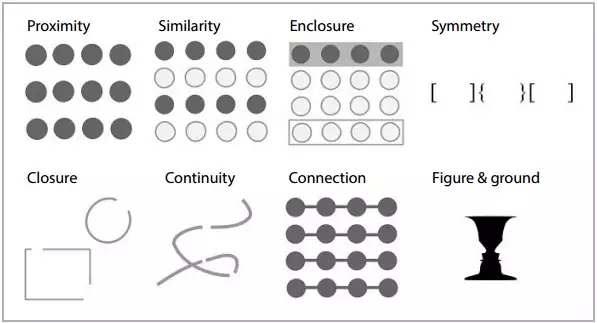 Proximity
Similarity
Enclosure
Symmetry
[ ]{ }[ ]
Closure
Continuity
Connection
Figure & ground